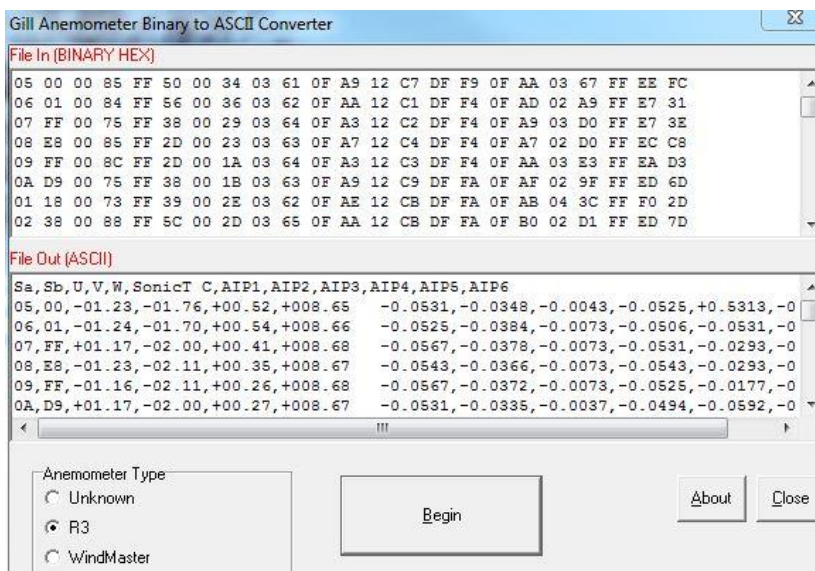 Gill Anemometer Binary to ASCII Converter
File In (BINARY HEX)
05 00 00 85 FF 50 00 34 03 61 0F A9 12 C7 DF F9 0F AA 03 67 FF EE FC
06 01 00 84 FF 56 00 36 03 62 0F AA 12 C1 DF F4 0F AD 02 A9 FF E7 31
07 FF 00 75 FF 38 00 29 03 64 0F A3 12 C2 DF F4 0F A9 03 D0 FF E7 3E
08 E8 00 85 FF 2D 00 23 03 63 0F A7 12 C4 DF F4 0F A7 02 D0 FF EC C8
09 FF 00 8C FF 2D 00 1A 03 64 0F A3 12 C3 DF F4 0F AA 03 E3 FF EA D3
0A D9 00 75 FF 38 00 1B 03 63 0F A9 12 C9 DF FA 0F AF 02 9F FF ED 6D
01 18 00 73 FF 39 00 2E 03 62 0F AE 12 CB DF FA 0F AB 04 3C FF F0 2D
02 38 00 88 FF 5C 00 2D 03 65 0F AA 12 CB DF FA 0F B0 02 D1 FF ED 7D
File Out (ASCII)
Sa,Sb,U,V,W,SonicT C,AIP1,AIP2,AIP3,AIP4,AIP5,AIP6
05,00,-01.23,-01.76,+00.52,+008.65 -0.0531,-0.0348,-0.0043,-0.0525,+0.5313,-0
06,01,-01.24,-01.70,+00.54,+008.66 -0.0525,-0.0384,-0.0073,-0.0506,-0.0531,-0
07,FF,+01.17,-02.00,+00.41,+008.68 -0.0567,-0.0378,-0.0073,-0.0531,-0.0293,-0
08,E8,-01.23,-02.11,+00.35,+008.67 -0.0543,-0.0366,-0.0073,-0.0543,-0.0293,-0
09,FF,-01.16,-02.11,+00.26,+008.68 -0.0567,-0.0372,-0.0073,-0.0525,-0.0177,-0
0A,D9,+01.17,-02.00,+00.27,+008.67 -0.0531,-0.0335,-0.0037,-0.0494,-0.0592,-0
Anemometer Type
Unknown
R3
WindMaster
Begin
About
Close